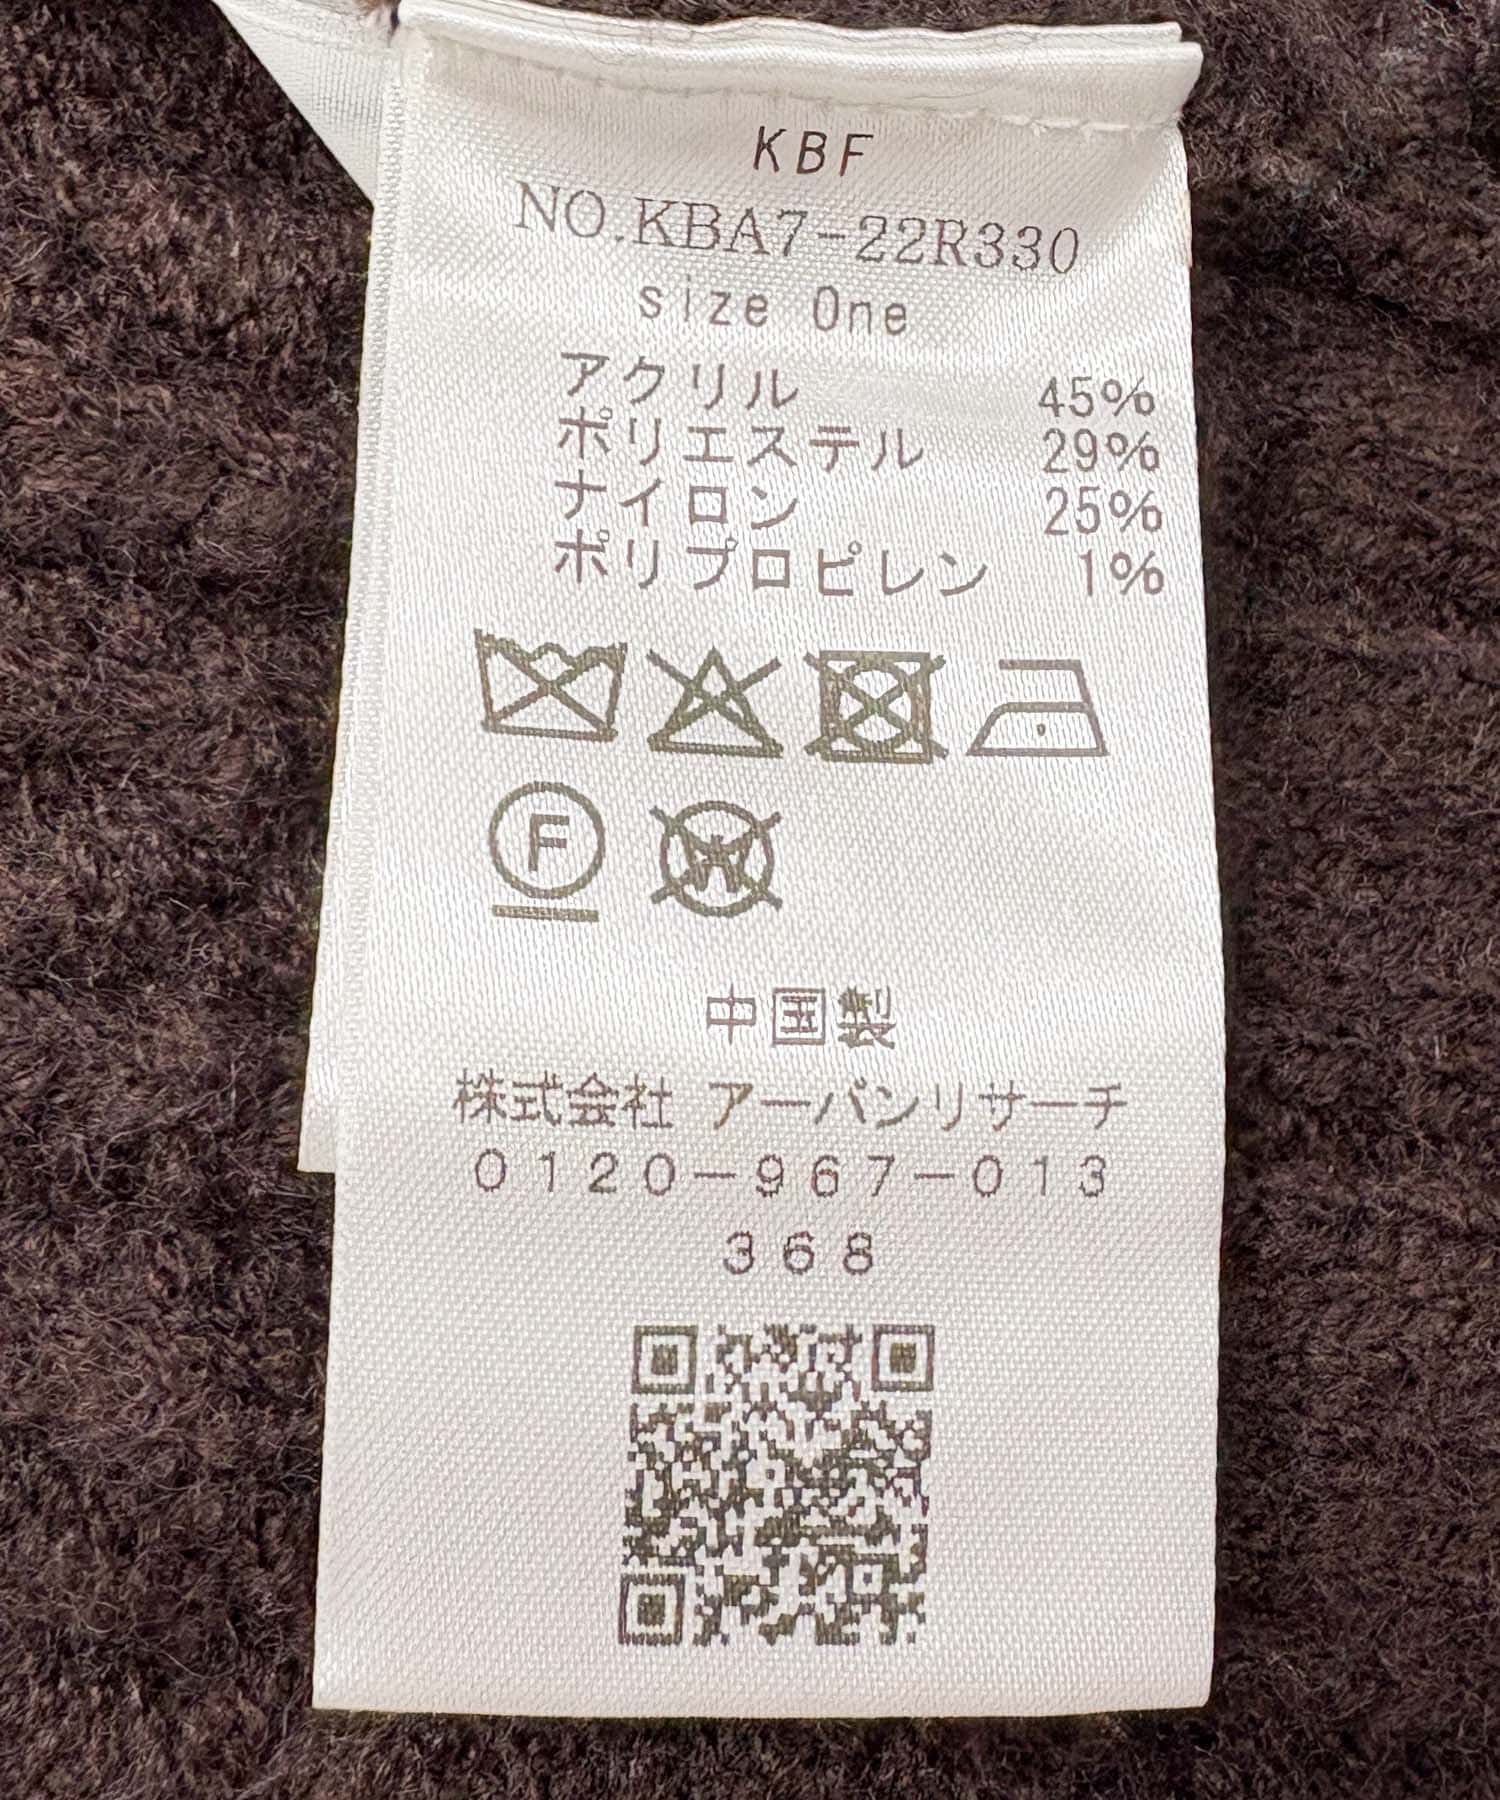 KBF
NO.KBA7-22R330
size One
アクリル 45%
ポリエステル 29%
ナイロン 25%
ポリプロピレン 1%
F
W
中国製
株式会社 アーバンリサーチ
0120-967-013
368